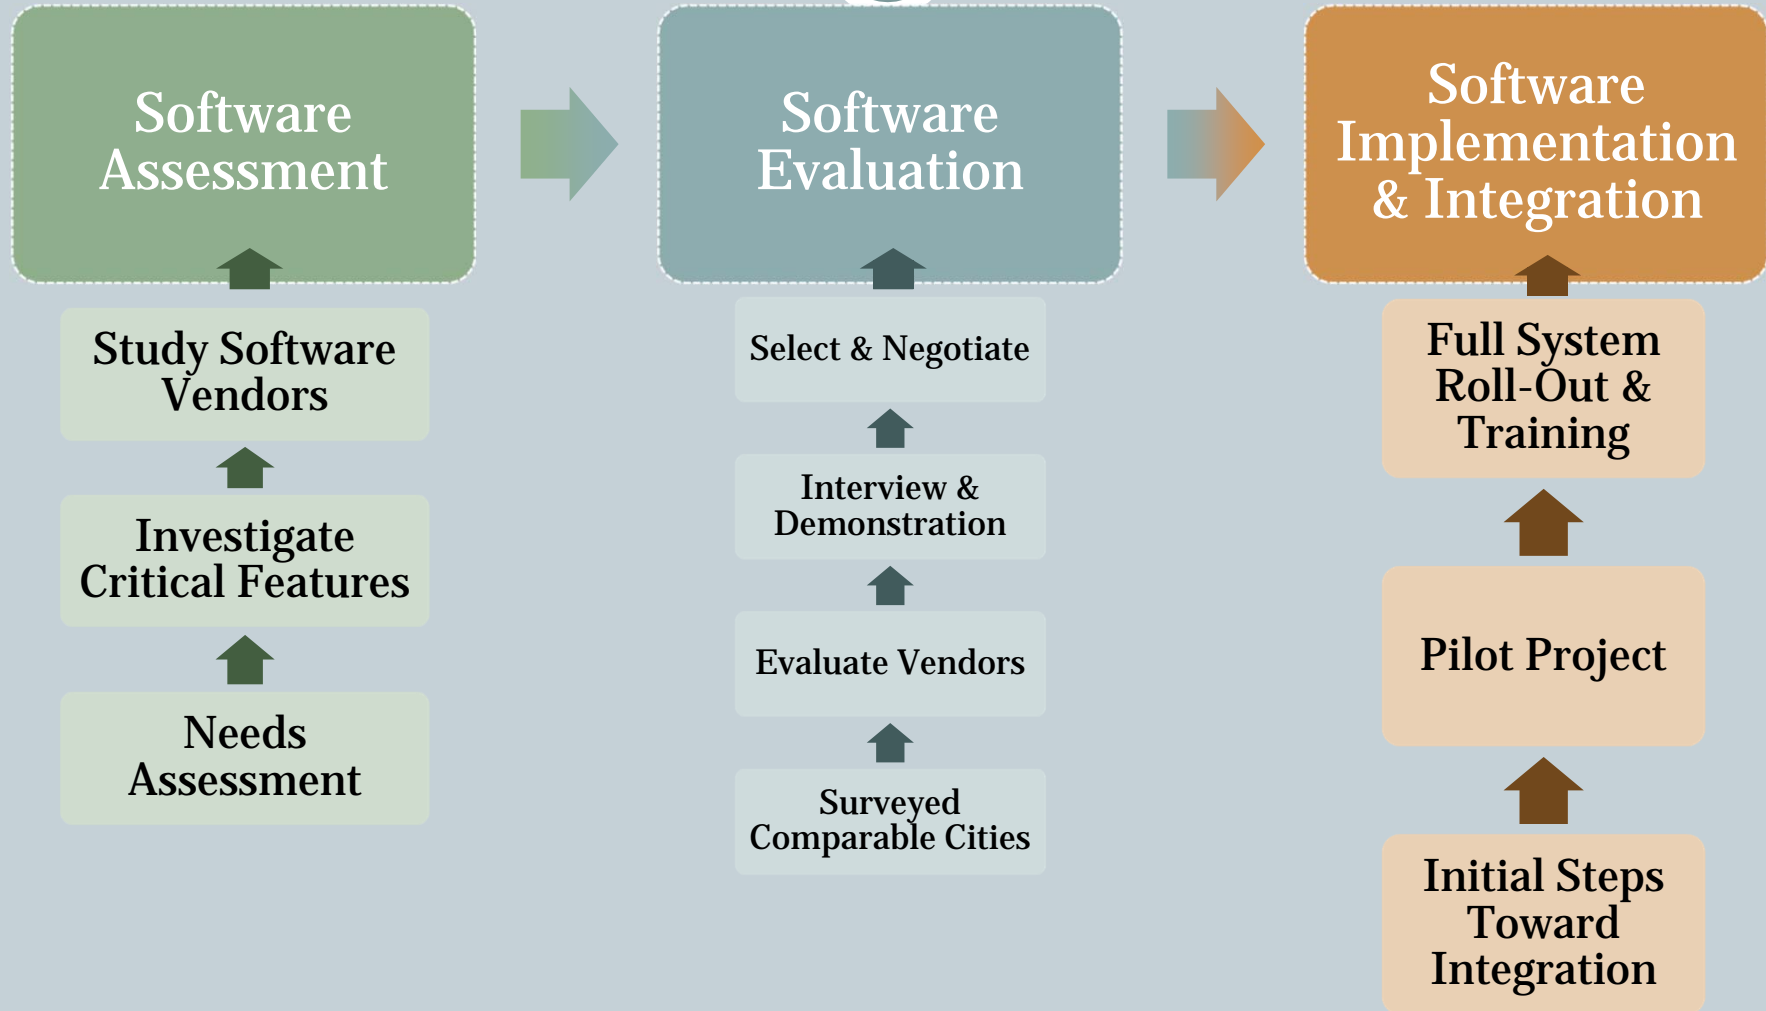 Software
Assessment
Software
Evaluation
Software
Implementation
& Integration
Study Software
Vendors
Investigate
Critical Features
Needs
Assessment
Select & Negotiate
Interview &
Demonstration
Evaluate Vendors
Surveyed
Comparable Cities
Full System
Roll-Out &
Training
Pilot Project
Initial Steps
Toward
Integration